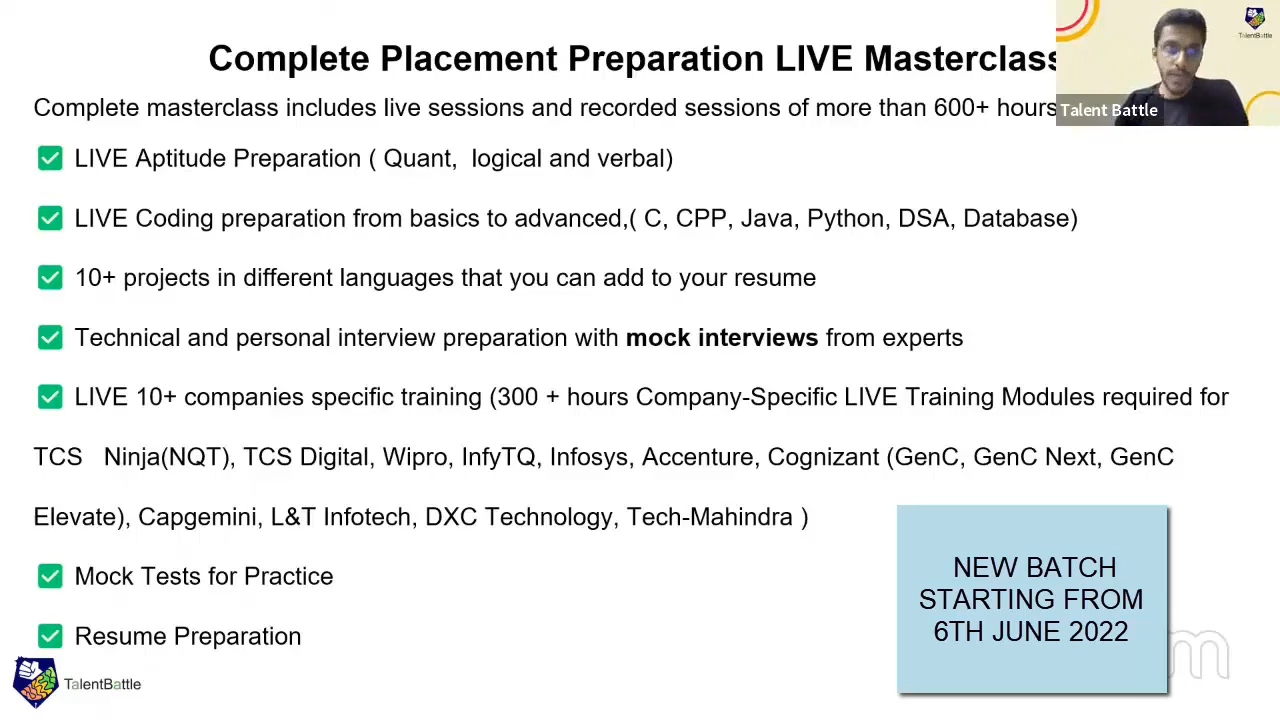 Complete Placement Preparation LIVE Masterclass
Complete masterclass includes live sessions and recorded sessions of more than 600+ hours
LIVE Aptitude Preparation ( Quant, logical and verbal)
LIVE Coding preparation from basics to advanced,( C, CPP, Java, Python, DSA, Database)
10+ projects in different languages that you can add to your resume
Technical and personal interview preparation with mock interviews from experts
LIVE 10+ companies specific training (300 + hours Company-Specific LIVE Training Modules required for
TCS Ninja(NQT), TCS Digital, Wipro, InfyTQ, Infosys, Accenture, Cognizant (GenC, GenC Next, GenC
Elevate), Capgemini, L&T Infotech, DXC Technology, Tech-Mahindra )
Mock Tests for Practice
Resume Preparation
NEW BATCH
STARTING FROM
6TH JUNE 2022
TalentBattle
Talent Battle
TalentBattle
m